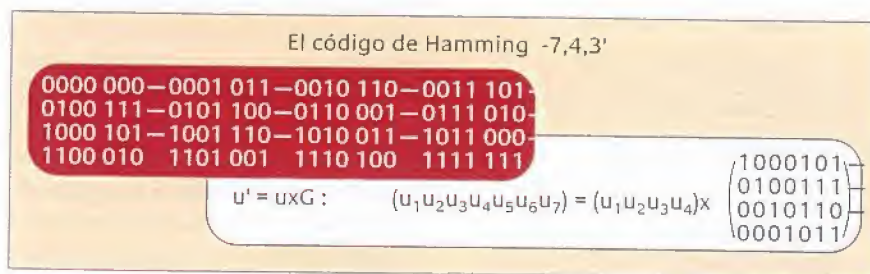 El código de Hamming -7,4,3'
0000 000—0001 011—0010 110—0011 101-
0100 111—0101 100—0110 001—0111 010-
1000 101—1001 110—1010 011—1011 000-
1100 010 1101 001 1110 100 1111 111
u' = uxG : (u₁u₂u₃u₄u₅u₆u₇) = (u₁u₂u₃u₄)x
1000101
0100111
0010110
0001011